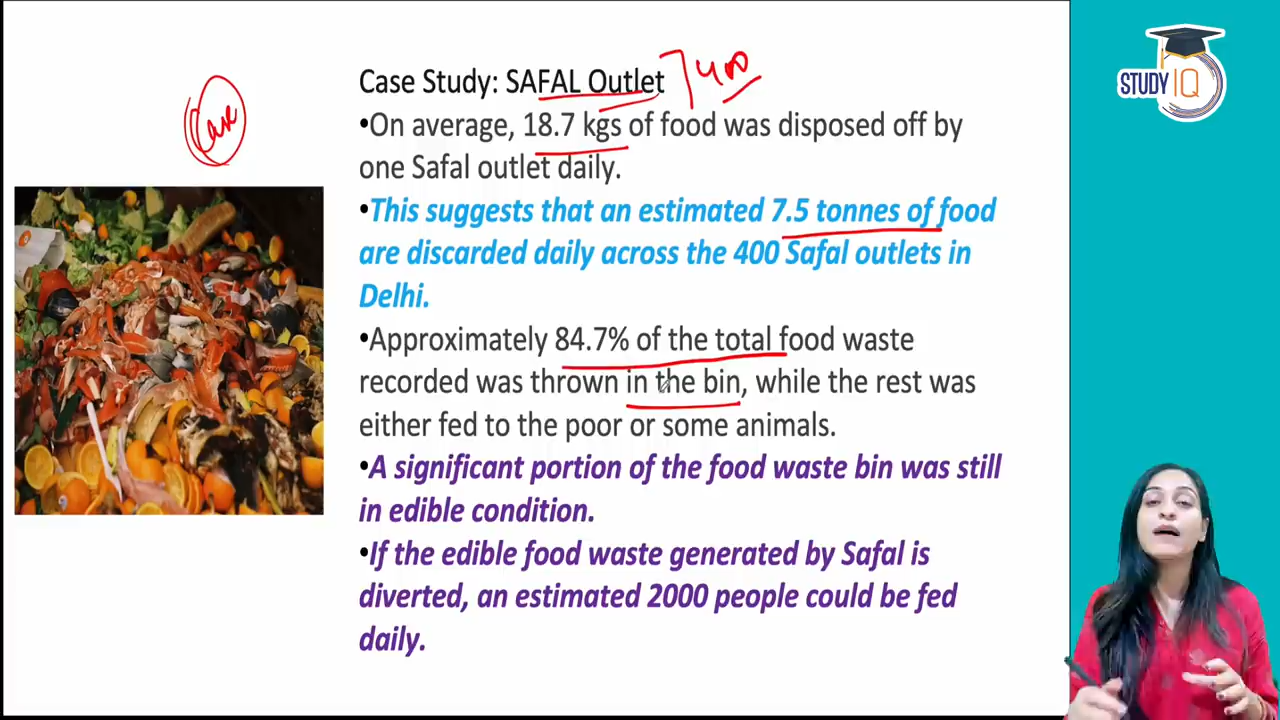 Case Study: SAFAL Outlet
400
Case
•On average, 18.7 kgs of food was disposed off by
one Safal outlet daily.
•This suggests that an estimated 7.5 tonnes of food
are discarded daily across the 400 Safal outlets in
Delhi.
•Approximately 84.7% of the total food waste
recorded was thrown in the bin, while the rest was
either fed to the poor or some animals.
•A significant portion of the food waste bin was still
in edible condition.
•If the edible food waste generated by Safal is
diverted, an estimated 2000 people could be fed
daily.
STUDY IQ